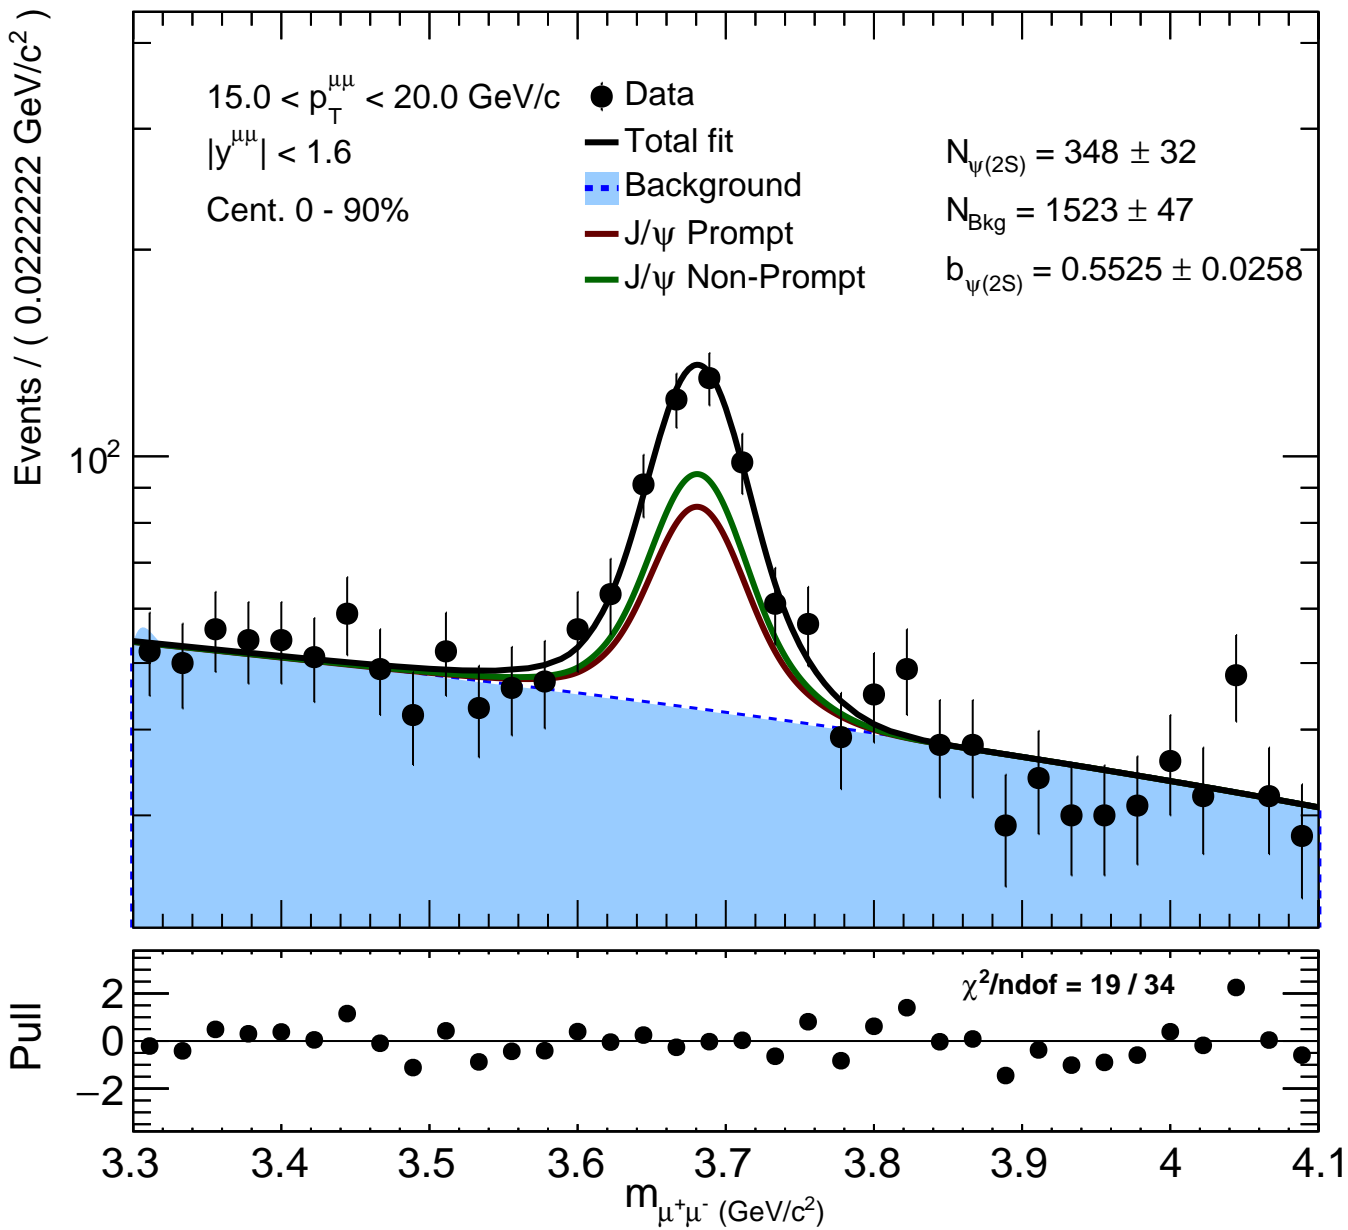 Events / ( 0.0222222 GeV/c² )
15.0 < p_T^μμ < 20.0 GeV/c
|y^μμ| < 1.6
Cent. 0 - 90%
Data
Total fit
Background
J/ψ Prompt
J/ψ Non-Prompt
N_ψ(2S) = 348 ± 32
N_Bkg = 1523 ± 47
b_ψ(2S) = 0.5525 ± 0.0258
10²
Pull
χ²/ndof = 19 / 34
2
0
−2
3.3 3.4 3.5 3.6 3.7 3.8 3.9 4 4.1
m_μ⁺μ⁻ (GeV/c²)